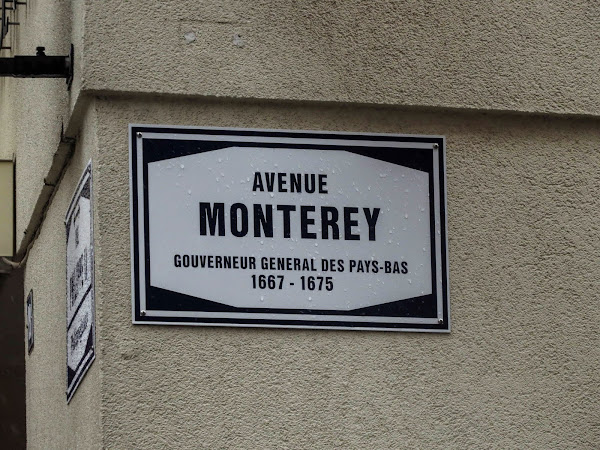 AVENUE
MONTEREY
GOUVERNEUR GENERAL DES PAYS-BAS
1667 - 1675